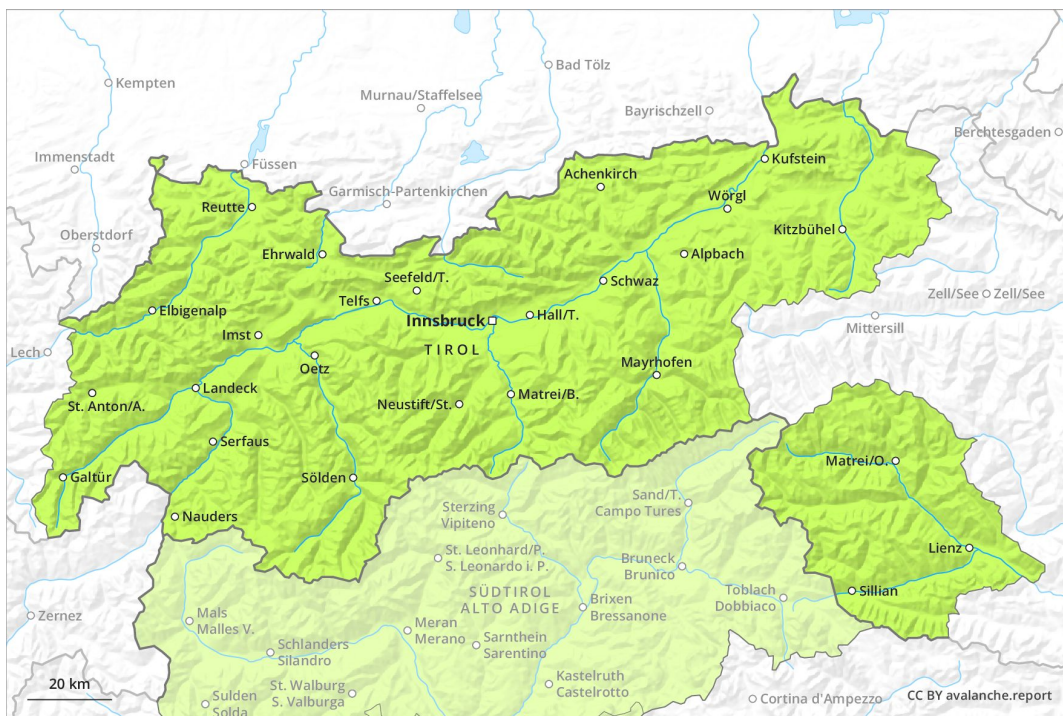 Kempten
Bad Tölz
Murnau/Staffelsee
Bayrischzell
Berchtesgaden
Immenstadt
Füssen
Kufstein
Garmisch-Partenkirchen
Achenkirch
Reutte
Wörgl
Oberstdorf
Kitzbühel
Ehrwald
Alpbach
Seefeld/T.
Schwaz
Zell/See
Zell/See
Telfs
Elbigenalp
Innsbruck
Hall/T.
Mittersill
Imst
TIROL
Lech
Oetz
Mayrhofen
Landeck
St. Anton/A.
Neustift/St.
Matrei/B.
Serfaus
Matrei/O.
Galtür
Sölden
Sand/T.
Campo Tures
Sterzing
Vipiteno
Nauders
Lienz
St. Leonhard/P.
S. Leonardo i. P.
Bruneck
Brunico
SÜDTIROL
ALTO ADIGE
Sillian
Toblach
Dobbiaco
Brixen
Bressanone
Zernez
Mals
Malles V.
Meran
Merano
Sarnthein
Sarentino
Schlanders
Silandro
20 km
St. Walburg
S. Valburga
Kastelruth
Castelrotto
Sulden
Solda
Cortina d'Ampezzo
CC BY avalanche.report